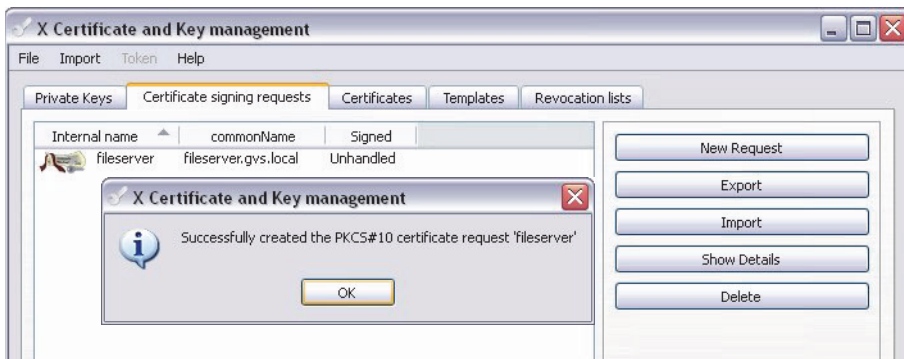 X Certificate and Key management
File Import Token Help
Private Keys Certificate signing requests Certificates Templates Revocation lists
Internal name commonName Signed
fileserver fileserver.gvs.local Unhandled
New Request
Export
Import
Show Details
Delete
X Certificate and Key management
Successfully created the PKCS#10 certificate request 'fileserver'
OK